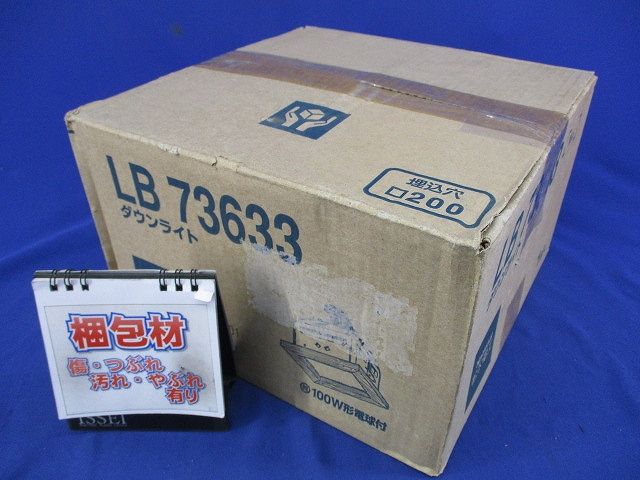 埋込穴
□200
LB 73633
ダウンライト
100W形電球付
梱包材
傷・つぶれ
汚れ・やぶれ
有り
ISSEI